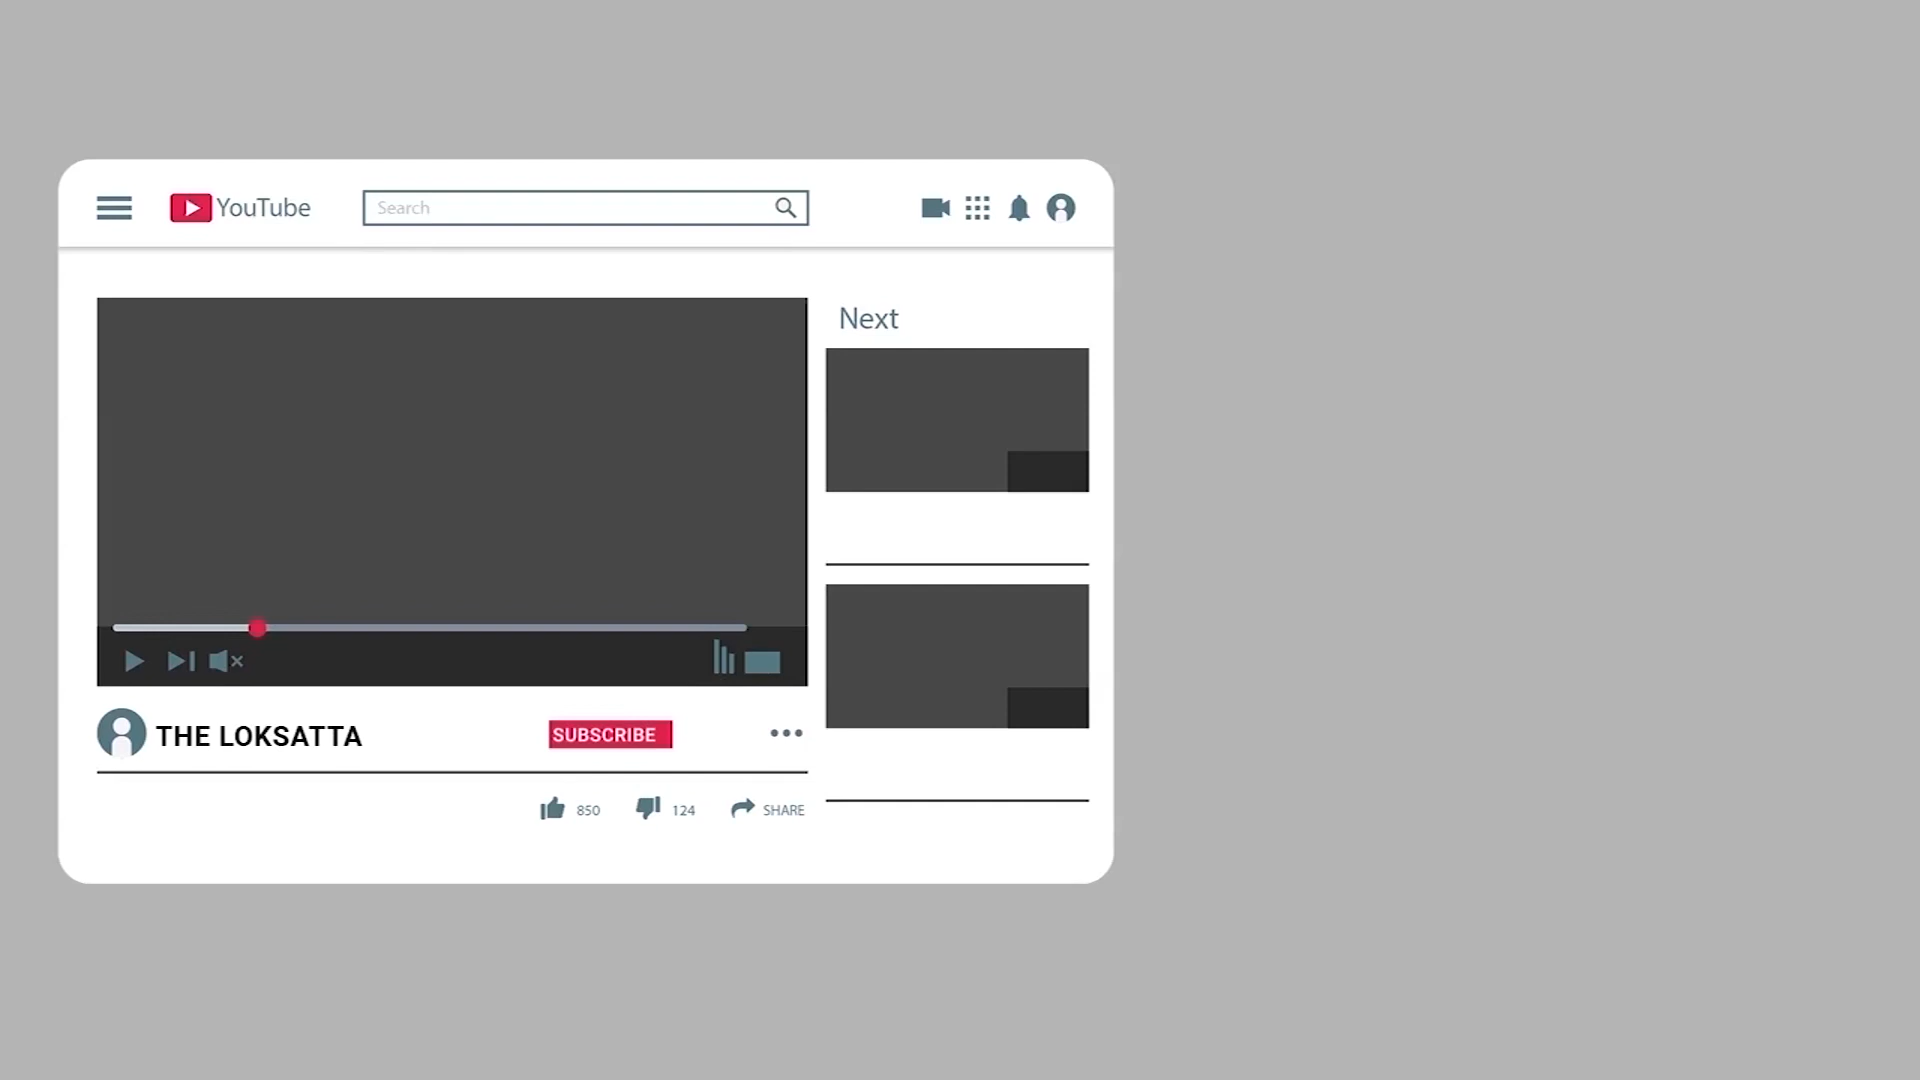 YouTube
Search
Next
THE LOKSATTA
SUBSCRIBE
850
124
SHARE